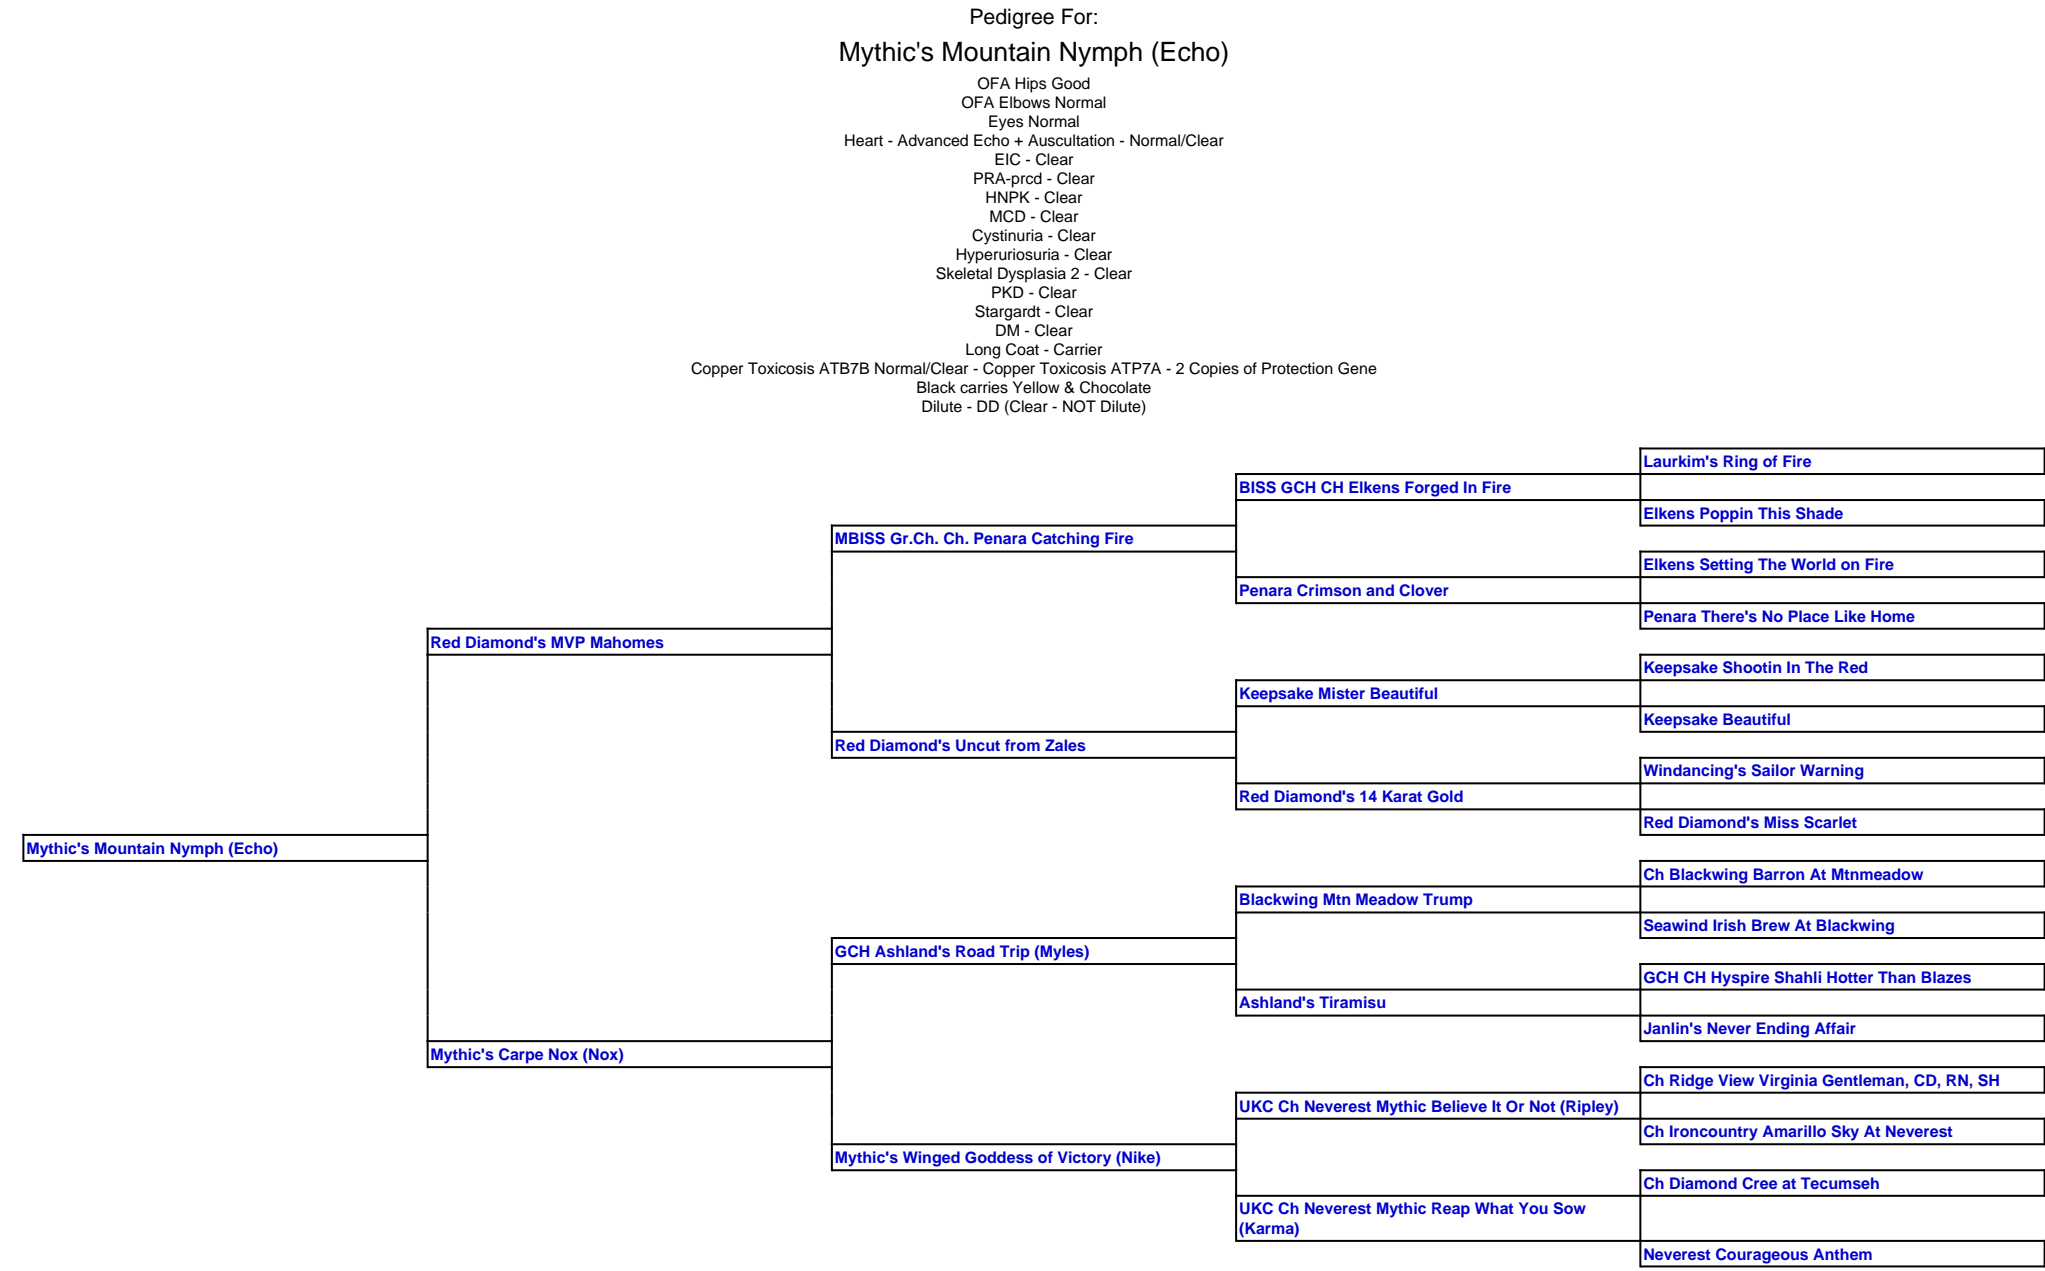 Pedigree For:
Mythic's Mountain Nymph (Echo)
OFA Hips Good
OFA Elbows Normal
Eyes Normal
Heart - Advanced Echo + Auscultation - Normal/Clear
EIC - Clear
PRA-prcd - Clear
HNPK - Clear
MCD - Clear
Cystinuria - Clear
Hyperuriosuria - Clear
Skeletal Dysplasia 2 - Clear
PKD - Clear
Stargardt - Clear
DM - Clear
Long Coat - Carrier
Copper Toxicosis ATB7B Normal/Clear - Copper Toxicosis ATP7A - 2 Copies of Protection Gene
Black carries Yellow & Chocolate
Dilute - DD (Clear - NOT Dilute)
Laurkim's Ring of Fire
BISS GCH CH Elkens Forged In Fire
Elkens Poppin This Shade
MBISS Gr.Ch. Ch. Penara Catching Fire
Elkens Setting The World on Fire
Penara Crimson and Clover
Penara There's No Place Like Home
Red Diamond's MVP Mahomes
Keepsake Shootin In The Red
Keepsake Mister Beautiful
Keepsake Beautiful
Red Diamond's Uncut from Zales
Windancing's Sailor Warning
Red Diamond's 14 Karat Gold
Red Diamond's Miss Scarlet
Mythic's Mountain Nymph (Echo)
Ch Blackwing Barron At Mtnmeadow
Blackwing Mtn Meadow Trump
Seawind Irish Brew At Blackwing
GCH Ashland's Road Trip (Myles)
GCH CH Hyspire Shahli Hotter Than Blazes
Ashland's Tiramisu
Janlin's Never Ending Affair
Mythic's Carpe Nox (Nox)
Ch Ridge View Virginia Gentleman, CD, RN, SH
UKC Ch Neverest Mythic Believe It Or Not (Ripley)
Ch Ironcountry Amarillo Sky At Neverest
Mythic's Winged Goddess of Victory (Nike)
Ch Diamond Cree at Tecumseh
UKC Ch Neverest Mythic Reap What You Sow
(Karma)
Neverest Courageous Anthem